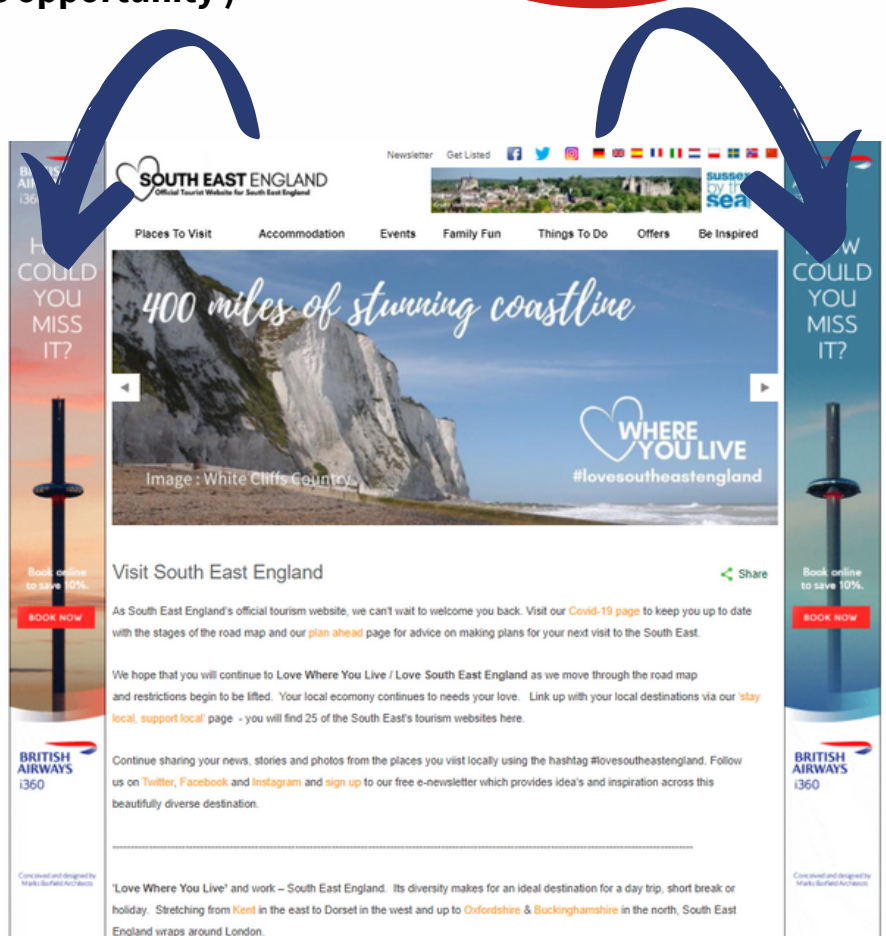 opportunity )
Newsletter Get Listed
SOUTH EAST ENGLAND
Official Tourist Website for South East England
sussex
by the
sea
Places To Visit Accommodation Events Family Fun Things To Do Offers Be Inspired
COULD
YOU
MISS
IT?
Book online
to save 10%.
BOOK NOW
BRITISH
AIRWAYS
i360
Conceived and designed by
Marks Barfield Architects
400 miles of stunning coastline
WHERE
YOU LIVE
#lovesoutheastengland
Image : White Cliffs Country
Visit South East England
Share
As South East England's official tourism website, we can't wait to welcome you back. Visit our Covid-19 page to keep you up to date
with the stages of the road map and our plan ahead page for advice on making plans for your next visit to the South East.
We hope that you will continue to Love Where You Live / Love South East England as we move through the road map
and restrictions begin to be lifted. Your local ecomony continues to needs your love. Link up with your local destinations via our 'stay
local, support local' page - you will find 25 of the South East's tourism websites here.
Continue sharing your news, stories and photos from the places you viist locally using the hashtag #lovesoutheastengland. Follow
us on Twitter, Facebook and Instagram and sign up to our free e-newsletter which provides idea's and inspiration across this
beautifully diverse destination.
'Love Where You Live' and work – South East England. Its diversity makes for an ideal destination for a day trip, short break or
holiday. Stretching from Kent in the east to Dorset in the west and up to Oxfordshire & Buckinghamshire in the north, South East
England wraps around London.
COULD
YOU
MISS
IT?
Book online
to save 10%.
BOOK NOW
BRITISH
AIRWAYS
i360
Conceived and designed by
Marks Barfield Architects